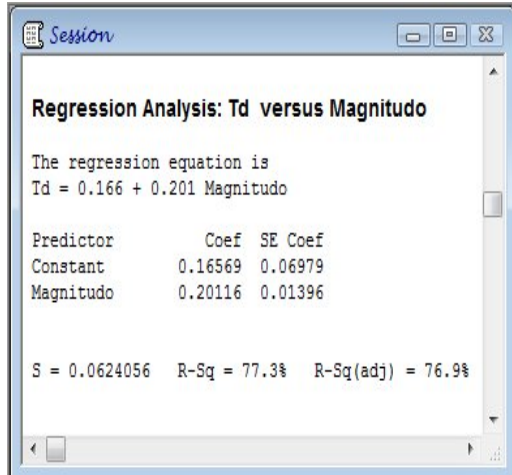 Session
Regression Analysis: Td versus Magnitudo
The regression equation is
Td = 0.166 + 0.201 Magnitudo
Predictor Coef SE Coef
Constant 0.16569 0.06979
Magnitudo 0.20116 0.01396
S = 0.0624056 R-Sq = 77.3% R-Sq(adj) = 76.9%